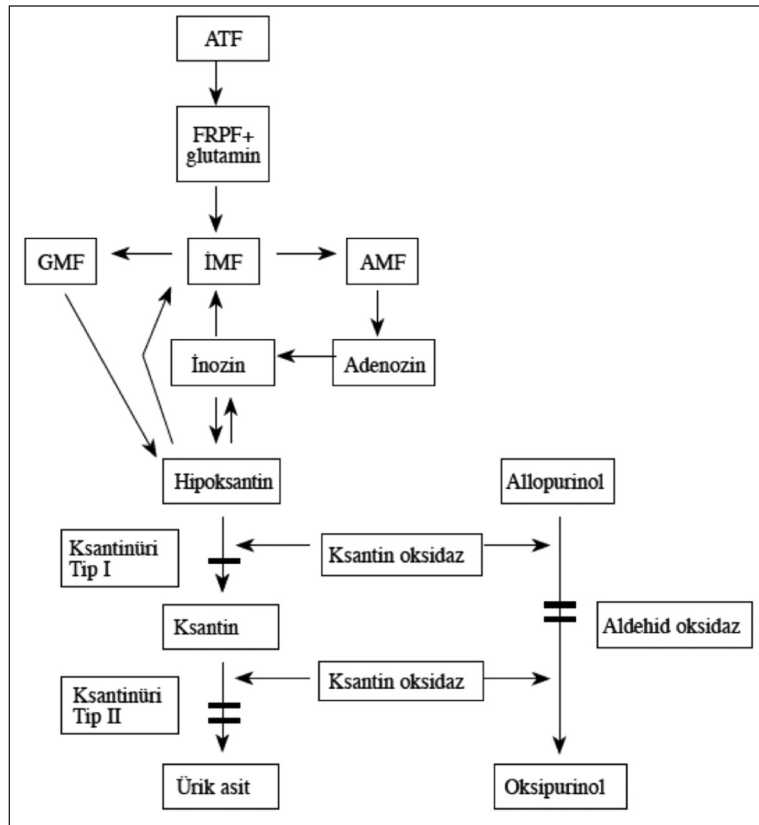 ATF
FRPF+
glutamin
GMF
İMF
AMF
İnozin
Adenozin
Hipoksantin
Allopurinol
Ksantinüri
Tip I
Ksantin oksidaz
Ksantin
Aldehid oksidaz
Ksantinüri
Tip II
Ksantin oksidaz
Ürik asit
Oksipurinol